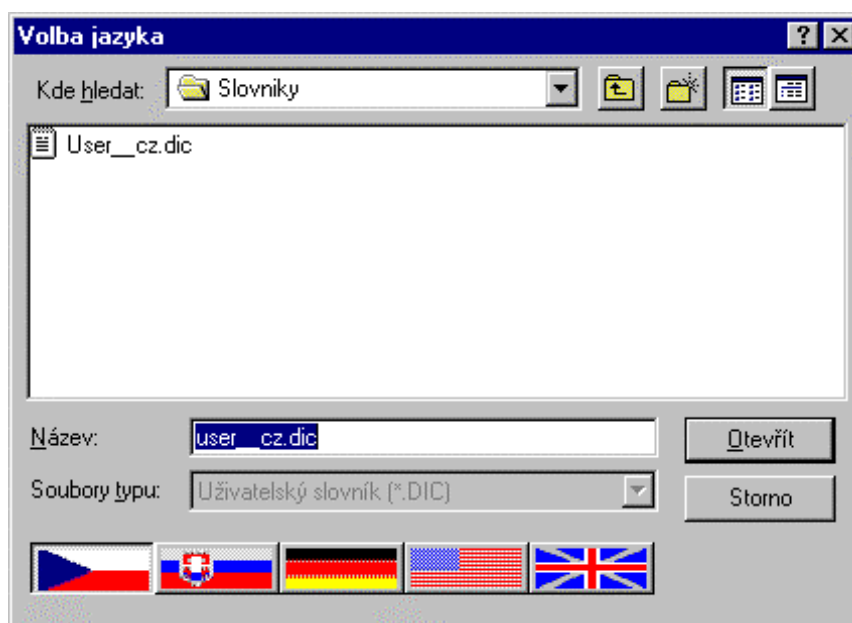 Volba jazyka
Kde hledat: Slovniky
User__cz.dic
Název: user__cz.dic
Otevřít
Soubory typu: Uživatelský slovník (*.DIC)
Storno